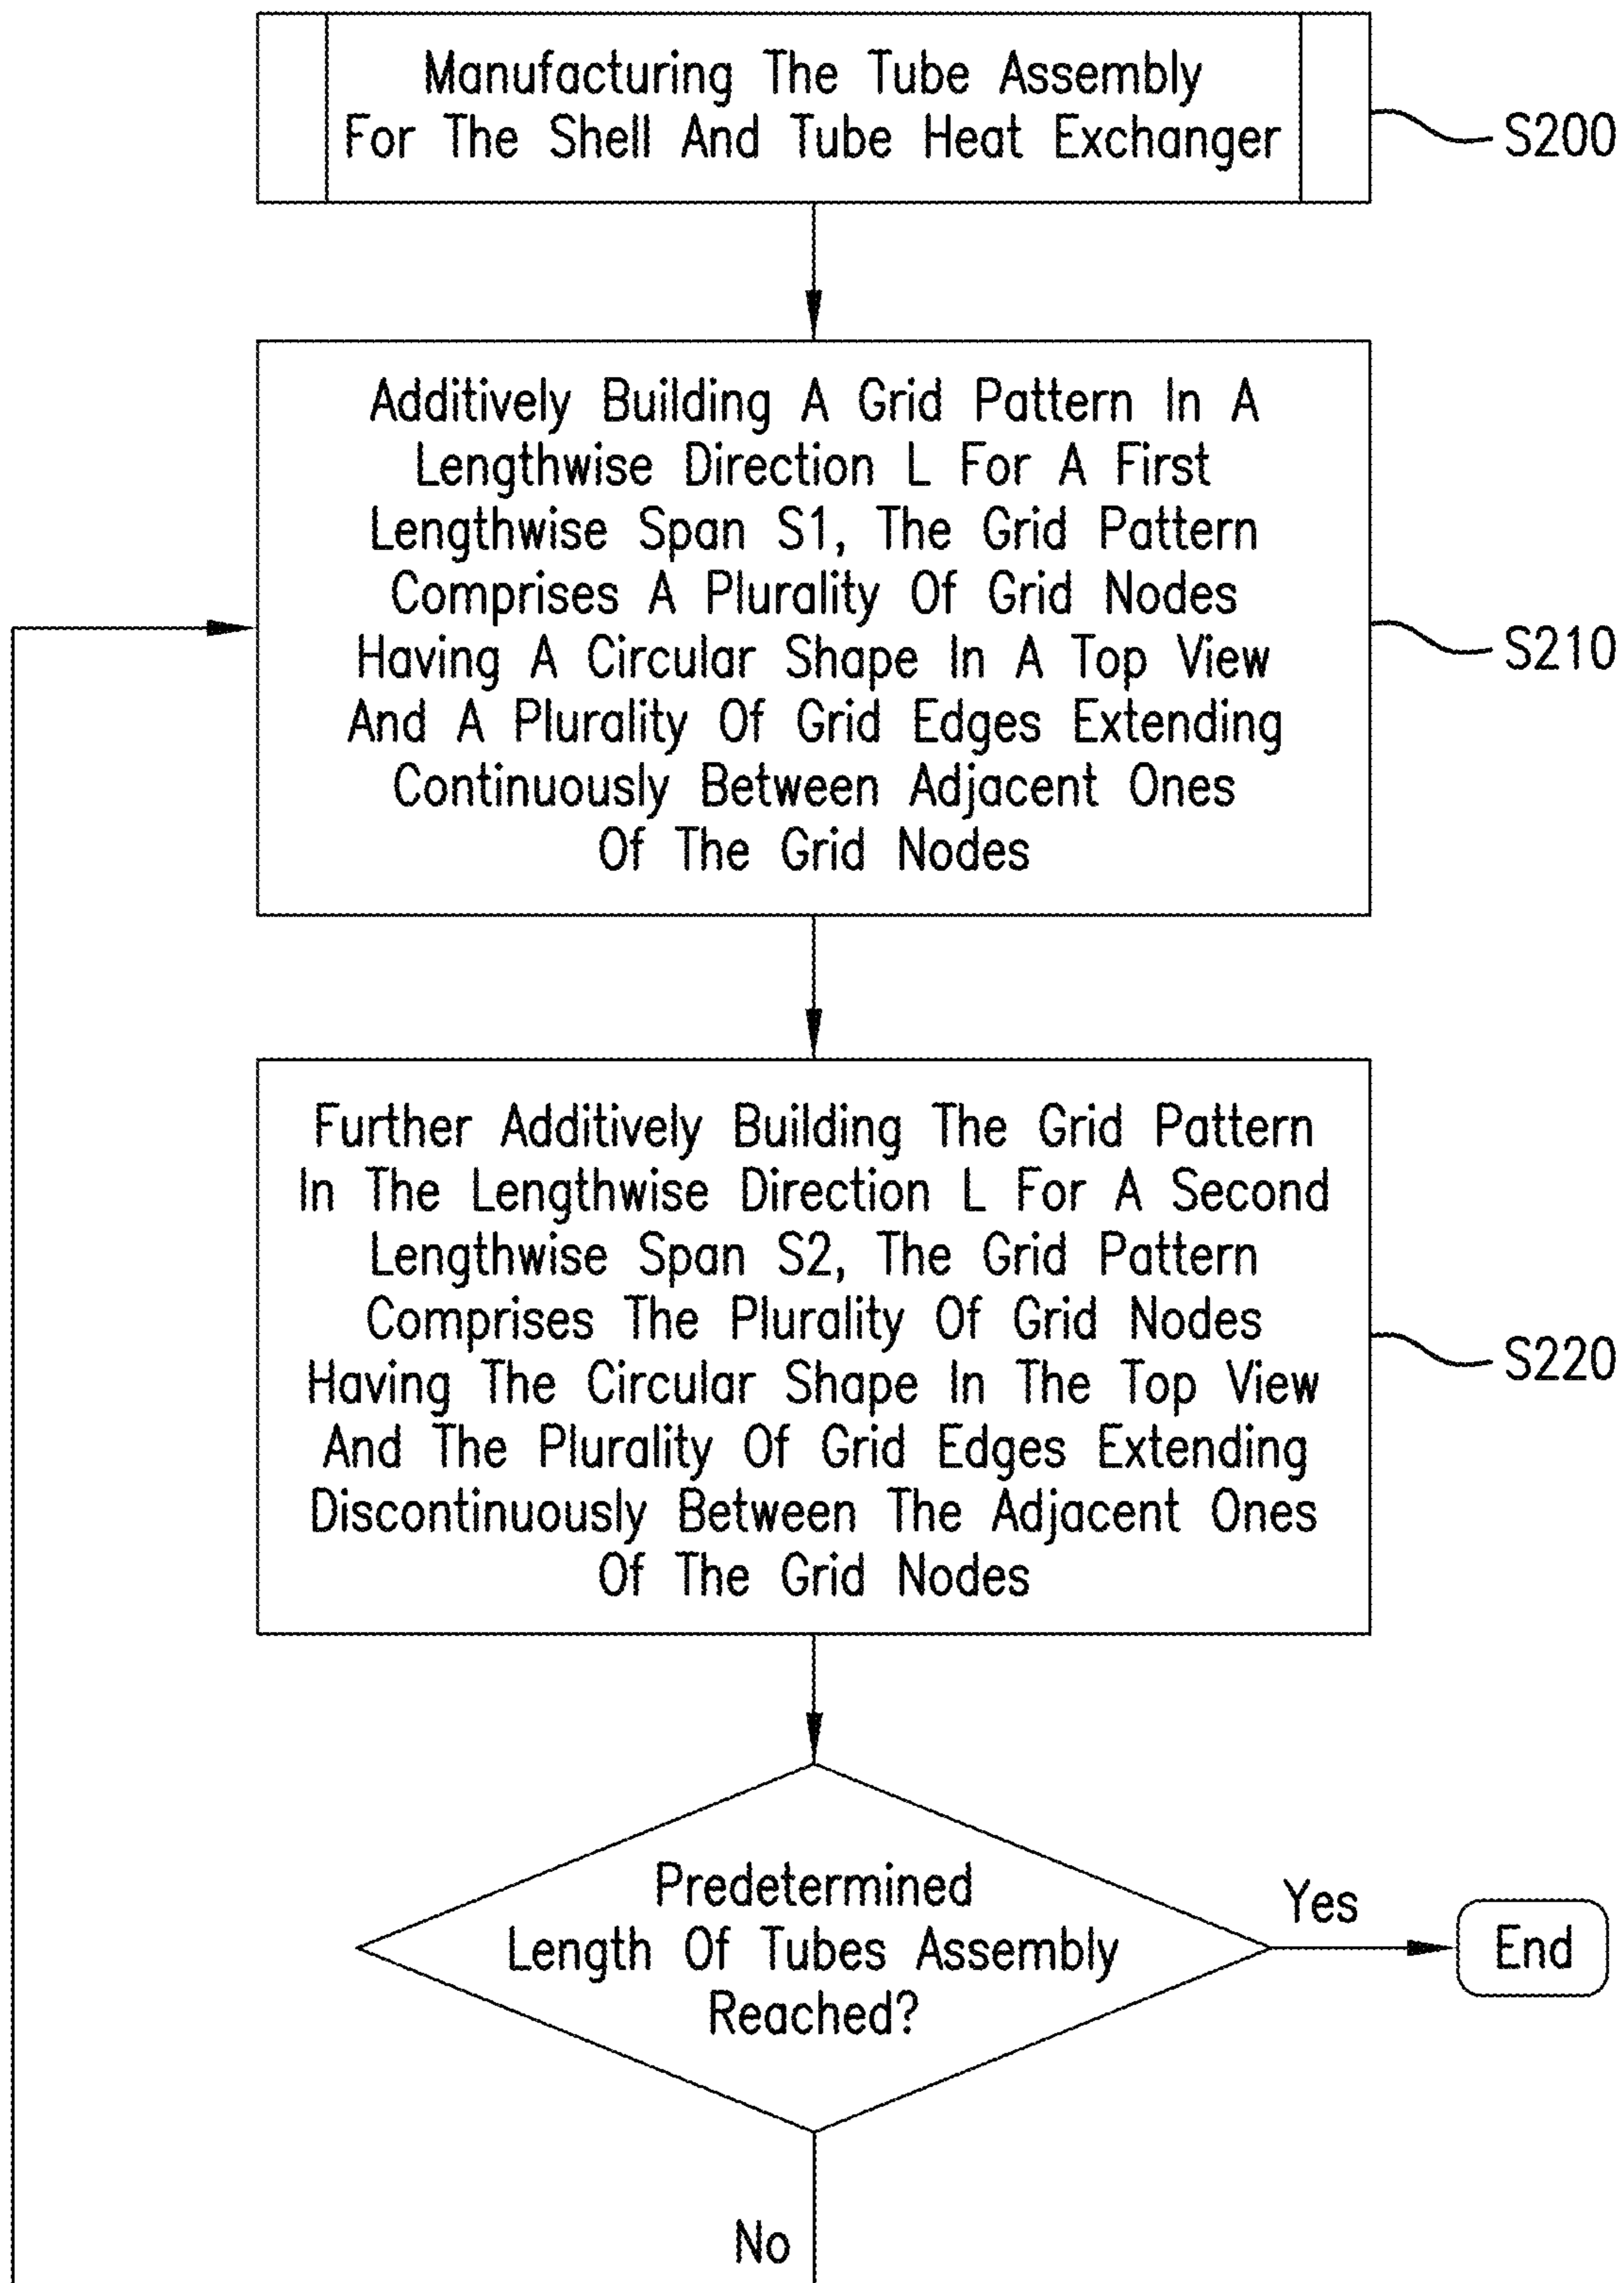 Manufacturing The Tube Assembly
For The Shell And Tube Heat Exchanger
S200
Additively Building A Grid Pattern In A
Lengthwise Direction L For A First
Lengthwise Span S1, The Grid Pattern
Comprises A Plurality Of Grid Nodes
Having A Circular Shape In A Top View
And A Plurality Of Grid Edges Extending
Continuously Between Adjacent Ones
Of The Grid Nodes
S210
Further Additively Building The Grid Pattern
In The Lengthwise Direction L For A Second
Lengthwise Span S2, The Grid Pattern
Comprises The Plurality Of Grid Nodes
Having The Circular Shape In The Top View
And The Plurality Of Grid Edges Extending
Discontinuously Between The Adjacent Ones
Of The Grid Nodes
S220
Predetermined
Length Of Tubes Assembly
Reached?
Yes
End
No